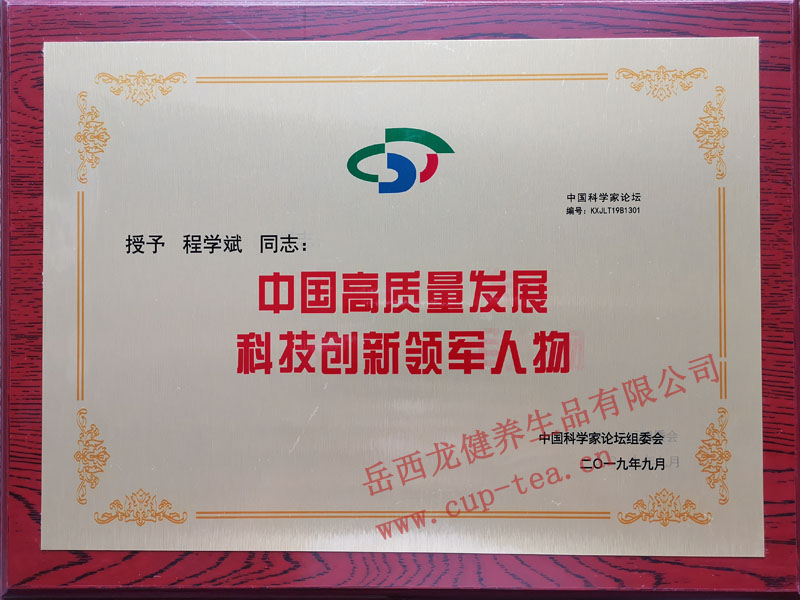 中国科学家论坛
编号：KXJLT19B1301
授予 程学斌 同志：
中国高质量发展
科技创新领军人物
中国科学家论坛组委会
二〇一九年九月
岳西龙健养生品有限公司
www.cup-tea.cn